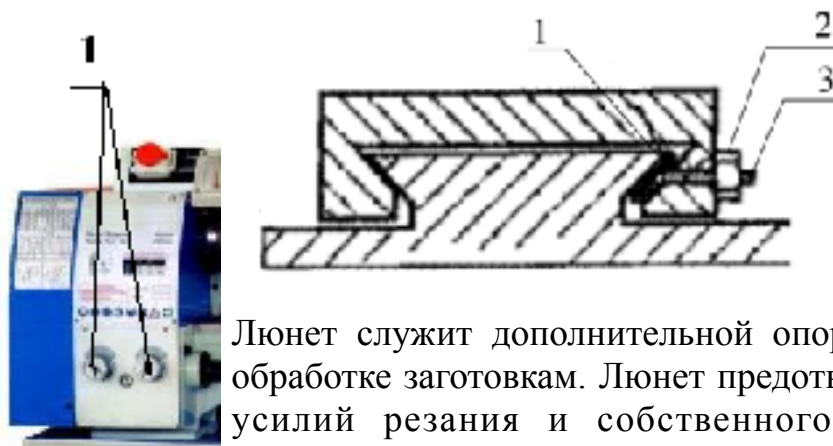 1
1
2
3
Люнет служит дополнительной опор
обработке заготовкам. Люнет предотв
усилий резания и собственного